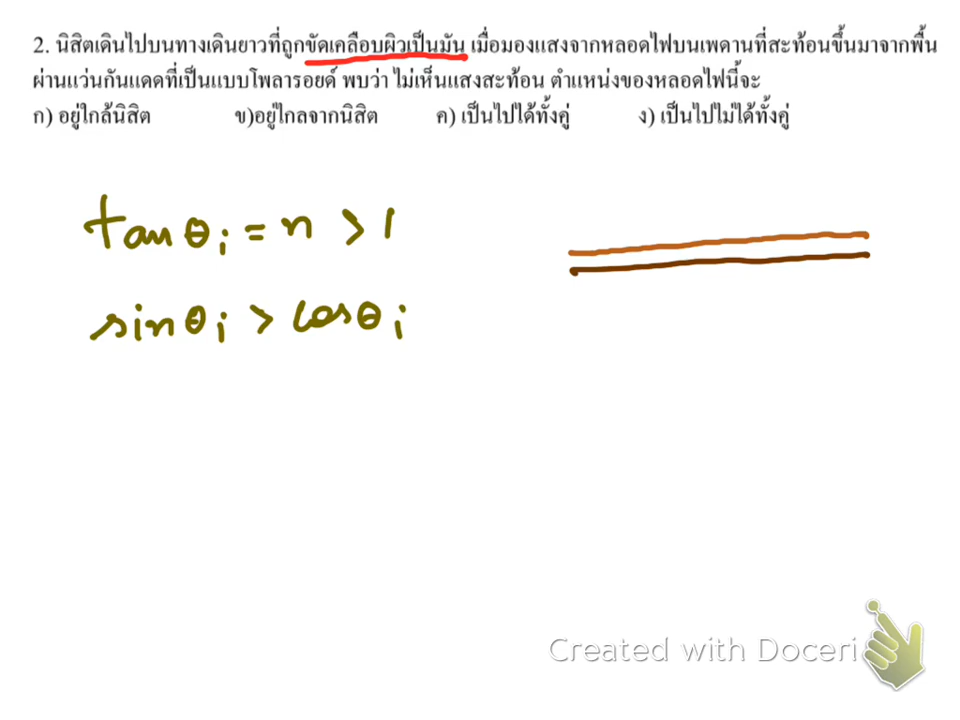 2. นิสิตเดินไปบนทางเดินยาวที่ถูกขัดเคลือบผิวเป็นมัน เมื่อมองแสงจากหลอดไฟบนเพดานที่สะท้อนขึ้นมาจากพื้น
ผ่านแว่นกันแดดที่เป็นแบบโพลารอยด์ พบว่า ไม่เห็นแสงสะท้อน ตำแหน่งของหลอดไฟนี้จะ
ก) อยู่ใกล้นิสิต ข)อยู่ไกลจากนิสิต ค) เป็นไปได้ทั้งคู่ ง) เป็นไปไม่ได้ทั้งคู่
tan θi = n > 1
sin θi > cos θi
Created with Doceri